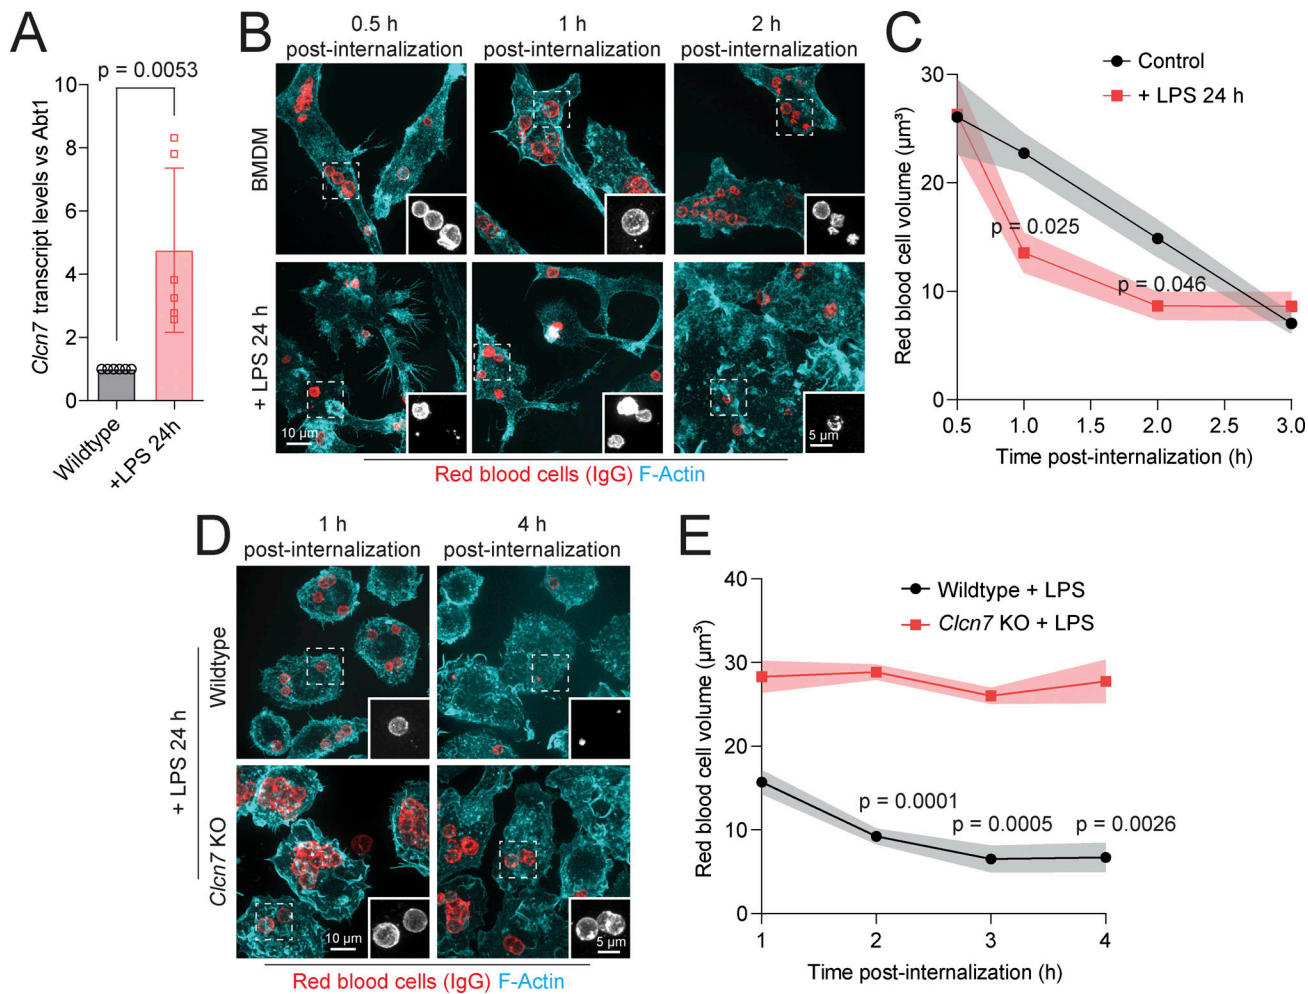 A
p = 0.0053
Clcn7 transcript levels vs Abt1
10
8
6
4
2
0
Wildtype
+LPS 24h
B
0.5 h
post-internalization
1 h
post-internalization
2 h
post-internalization
BMDM
+ LPS 24 h
10 µm
5 µm
Red blood cells (IgG) F-Actin
C
Control
+ LPS 24 h
Red blood cell volume (µm³)
30
20
10
0
p = 0.025
p = 0.046
0.5
1.0
2.0
3.0
Time post-internalization (h)
D
1 h
post-internalization
4 h
post-internalization
+ LPS 24 h
Wildtype
Clcn7 KO
10 µm
5 µm
Red blood cells (IgG) F-Actin
E
Wildtype + LPS
Clcn7 KO + LPS
Red blood cell volume (µm³)
40
30
20
10
0
p = 0.0001
p = 0.0005
p = 0.0026
1
2
3
4
Time post-internalization (h)